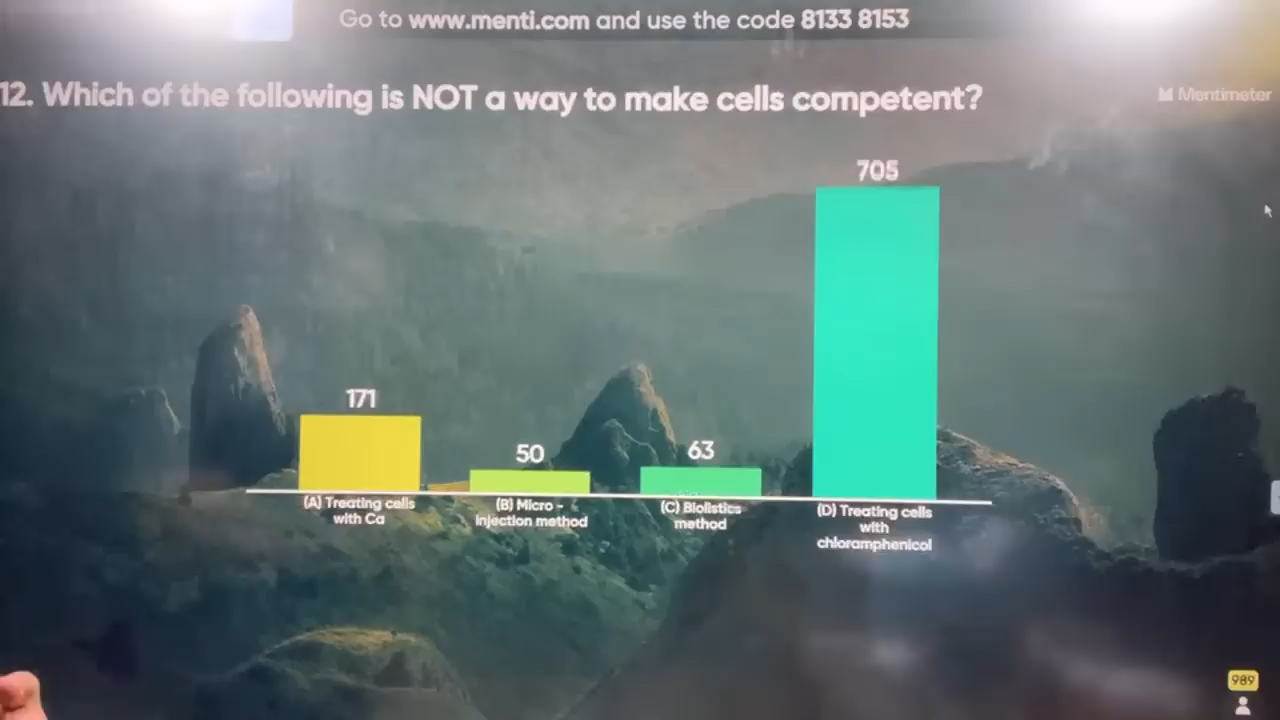 Go to www.menti.com and use the code 8133 8153
12. Which of the following is NOT a way to make cells competent?
Mentimeter
705
171
50
63
(A) Treating cells
with Ca
(B) Micro -
injection method
(C) Biolistics
method
(D) Treating cells
with
chloramphenicol
989